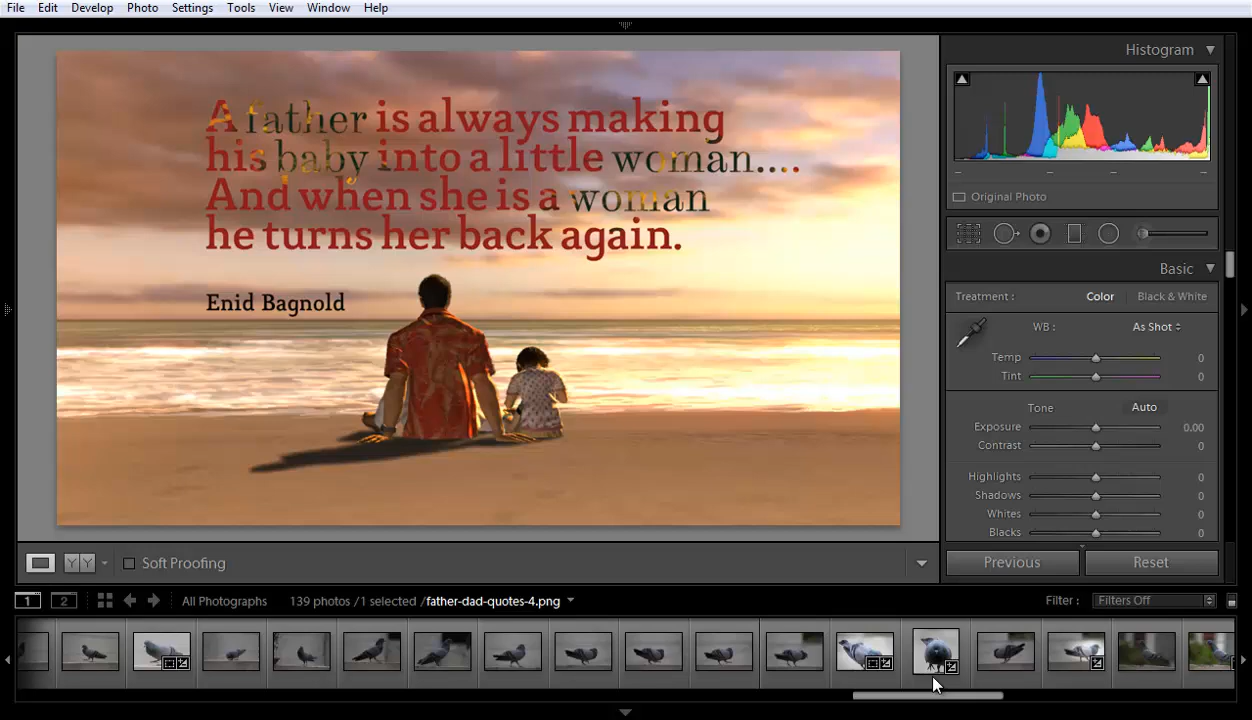 File Edit Develop Photo Settings Tools View Window Help
Histogram
A father is always making
his baby into a little woman....
And when she is a woman
he turns her back again.
Enid Bagnold
Original Photo
Basic
Treatment : Color Black & White
WB : As Shot
Temp 0
Tint 0
Tone Auto
Exposure 0.00
Contrast 0
Highlights 0
Shadows 0
Whites 0
Blacks 0
Y Y Soft Proofing
Previous Reset
1 2 All Photographs 139 photos /1 selected /father-dad-quotes-4.png Filter : Filters Off